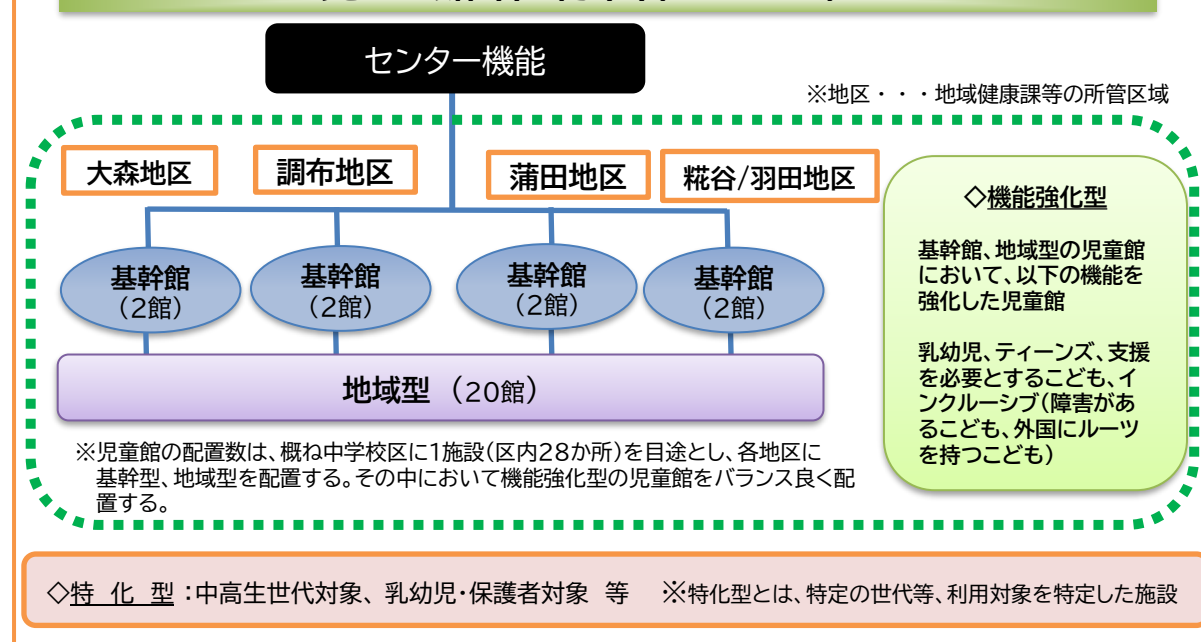 センター機能
※地区・・・地域健康課等の所管区域
大森地区
調布地区
蒲田地区
糀谷/羽田地区
基幹館
(2館)
基幹館
(2館)
基幹館
(2館)
基幹館
(2館)
地域型 (20館)
※児童館の配置数は、概ね中学校区に1施設(区内28か所)を目途とし、各地区に
基幹型、地域型を配置する。その中において機能強化型の児童館をバランス良く配
置する。
◇機能強化型
基幹館、地域型の児童館
において、以下の機能を
強化した児童館
乳幼児、ティーンズ、支援
を必要とするこども、イ
ンクルーシブ(障害があ
るこども、外国にルーツ
を持つこども)
◇特 化 型:中高生世代対象、乳幼児・保護者対象 等 ※特化型とは、特定の世代等、利用対象を特定した施設